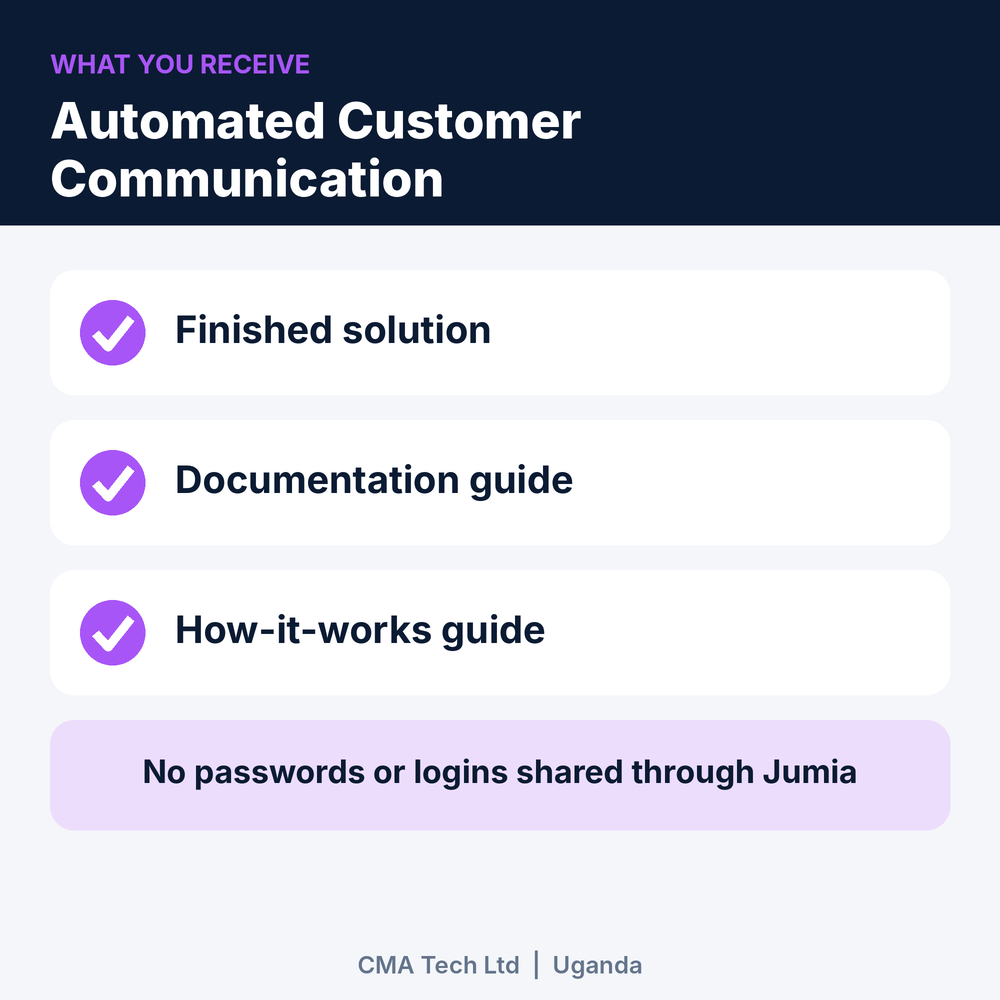 WHAT YOU RECEIVE
Automated Customer
Communication
Finished solution
Documentation guide
How-it-works guide
No passwords or logins shared through Jumia
CMA Tech Ltd | Uganda